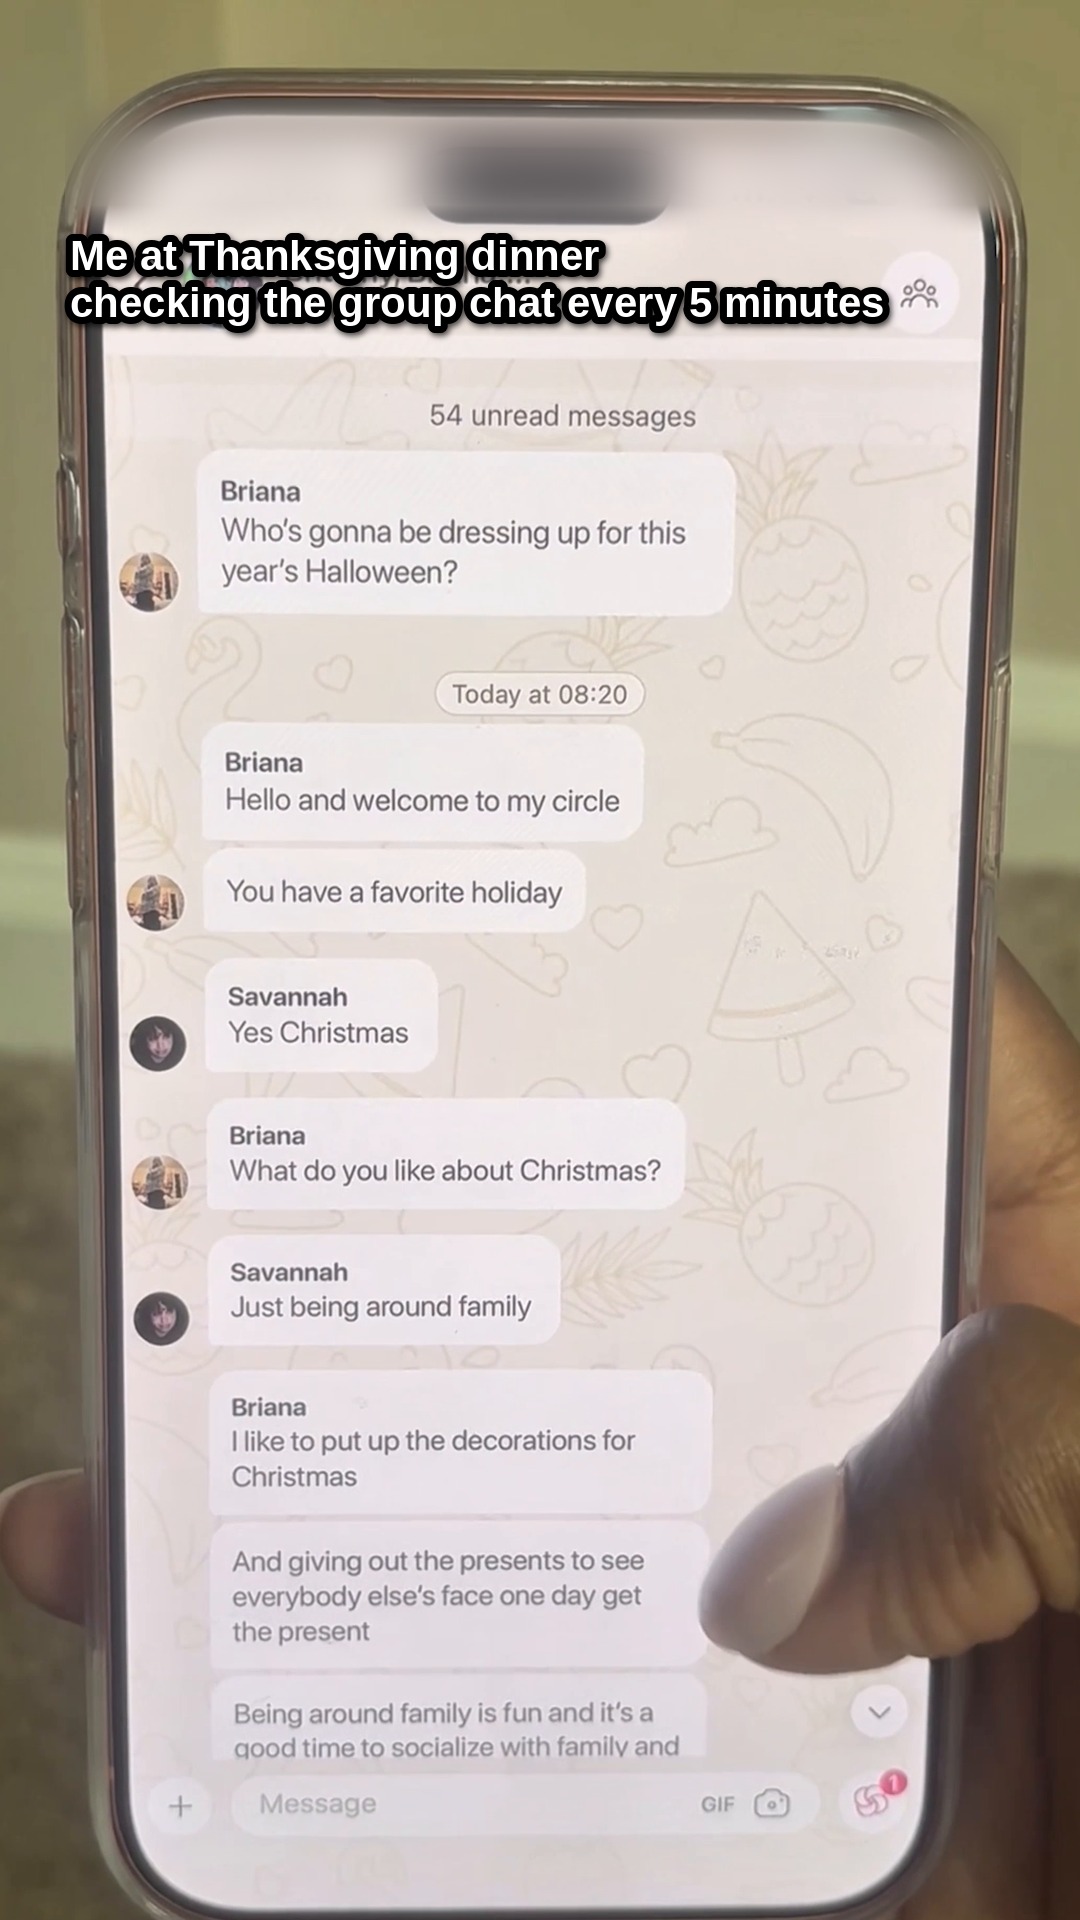 Me at Thanksgiving dinner
checking the group chat every 5 minutes
54 unread messages
Briana
Who's gonna be dressing up for this
year's Halloween?
Today at 08:20
Briana
Hello and welcome to my circle
You have a favorite holiday
Savannah
Yes Christmas
Briana
What do you like about Christmas?
Savannah
Just being around family
Briana
I like to put up the decorations for
Christmas
And giving out the presents to see
everybody else's face one day get
the present
Being around family is fun and it's a
good time to socialize with family and
Message
GIF
1